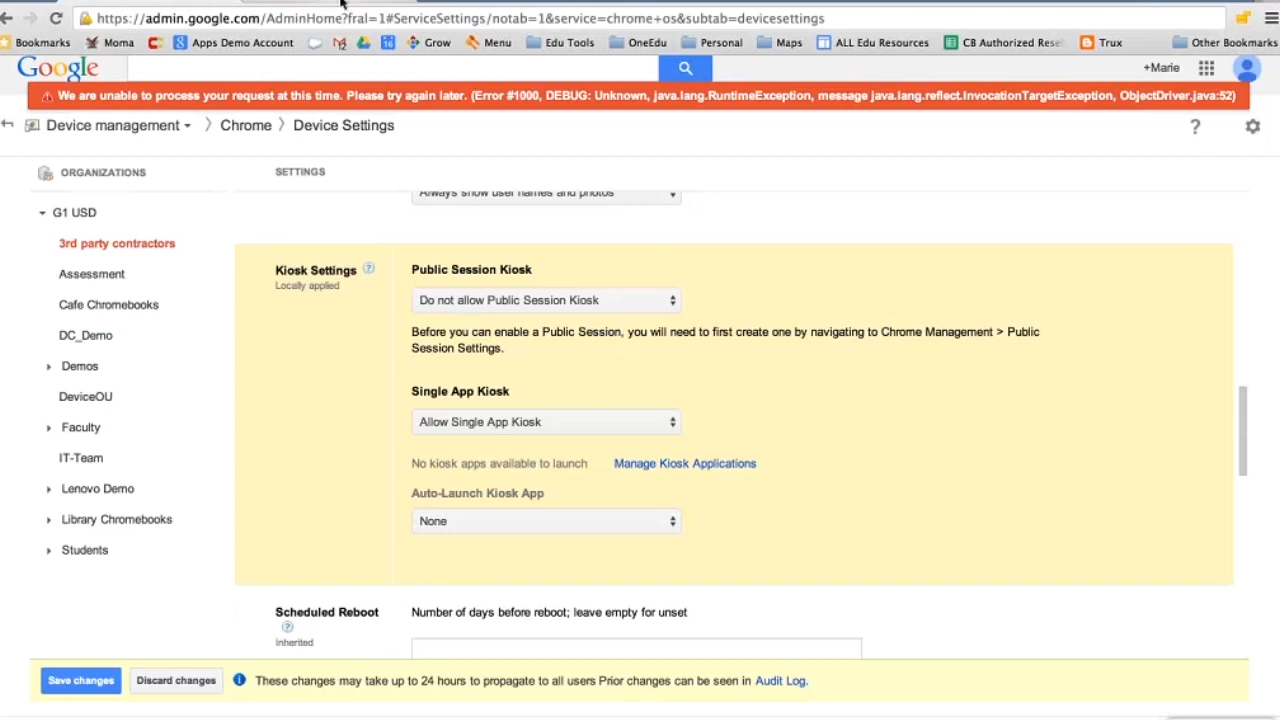 https://admin.google.com/AdminHome?fral=1#ServiceSettings/notab=1&service=chrome+os&subtab=devicesettings
Bookmarks Moma Apps Demo Account 16 Grow Menu Edu Tools OneEdu Personal Maps ALL Edu Resources CB Authorized Rese Trux Other Bookmarks
Google +Marie
We are unable to process your request at this time. Please try again later. (Error #1000, DEBUG: Unknown, java.lang.RuntimeException, message java.lang.reflect.InvocationTargetException, ObjectDriver.java:52)
Device management Chrome Device Settings ?
ORGANIZATIONS
SETTINGS
Always show user names and photos
G1 USD
3rd party contractors
Assessment
Cafe Chromebooks
DC_Demo
Demos
DeviceOU
Faculty
IT-Team
Lenovo Demo
Library Chromebooks
Students
Kiosk Settings ?
Locally applied
Public Session Kiosk
Do not allow Public Session Kiosk
Before you can enable a Public Session, you will need to first create one by navigating to Chrome Management > Public
Session Settings.
Single App Kiosk
Allow Single App Kiosk
No kiosk apps available to launch Manage Kiosk Applications
Auto-Launch Kiosk App
None
Scheduled Reboot
?
Inherited
Number of days before reboot; leave empty for unset
Save changes Discard changes These changes may take up to 24 hours to propagate to all users Prior changes can be seen in Audit Log.